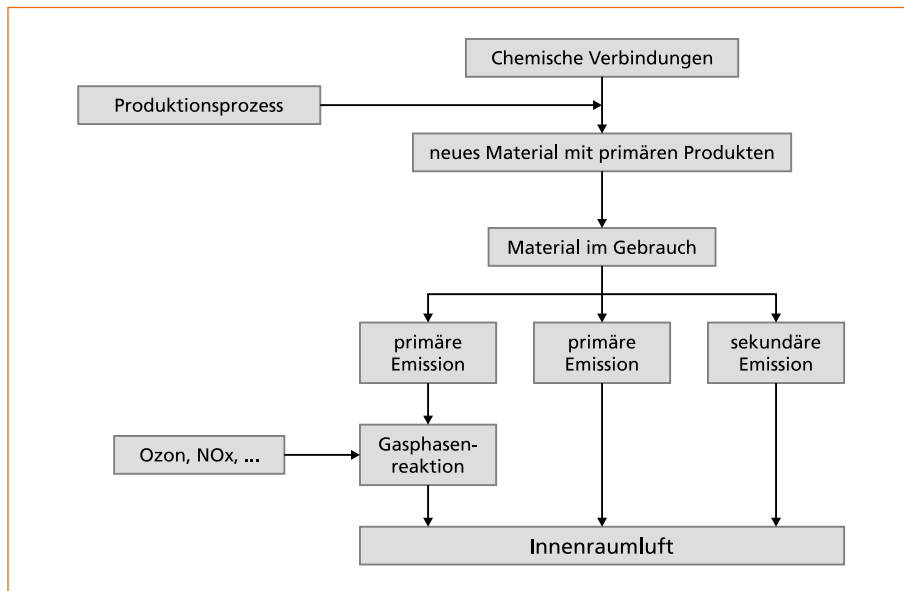 Chemische Verbindungen
Produktionsprozess
neues Material mit primären Produkten
Material im Gebrauch
primäre
Emission
primäre
Emission
sekundäre
Emission
Ozon, NOx, ...
Gasphasen-
reaktion
Innenraumluft